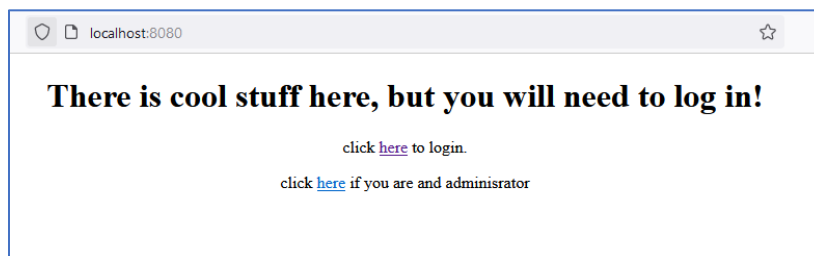 localhost:8080
There is cool stuff here, but you will need to log in!
click here to login.
click here if you are and adminisrator